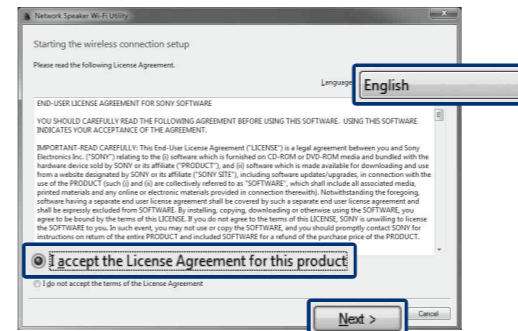 Network Speaker Wi-Fi Utility
Starting the wireless connection setup
Please read the following License Agreement.
Language
English
END-USER LICENSE AGREEMENT FOR SONY SOFTWARE
YOU SHOULD CAREFULLY READ THE FOLLOWING AGREEMENT BEFORE USING THIS SOFTWARE. USING THIS SOFTWARE
INDICATES YOUR ACCEPTANCE OF THE AGREEMENT.
IMPORTANT-READ CAREFULLY: This End-User License Agreement ("LICENSE") is a legal agreement between you and Sony
Electronics Inc. ("SONY") relating to the (i) software which is furnished on CD-ROM or DVD-ROM media and bundled with the
hardware device sold by SONY or its affiliate ("PRODUCT"), and (ii) software which is made available for downloading and use
from a website designated by SONY or its affiliate ("SONY SITE"), including software updates/upgrades, in connection with the
use of the PRODUCT (such (i) and (ii) are collectively referred to as "SOFTWARE", which shall include all associated media,
printed materials and any online or electronic materials provided in connection therewith). Notwithstanding the foregoing,
software having a separate end user license agreement shall be covered by such a separate end user license agreement and
shall be expressly excluded from SOFTWARE. By installing, copying, downloading or otherwise using the SOFTWARE, you
agree to be bound by the terms of this LICENSE. If you do not agree to the terms of this LICENSE, SONY is unwilling to license
the SOFTWARE to you. In such event, you may not use or copy the SOFTWARE, and you should promptly contact SONY for
instructions on return of the entire PRODUCT and included SOFTWARE for a refund of the purchase price of the PRODUCT.
I accept the License Agreement for this product
I do not accept the terms of the License Agreement
Next >
Cancel